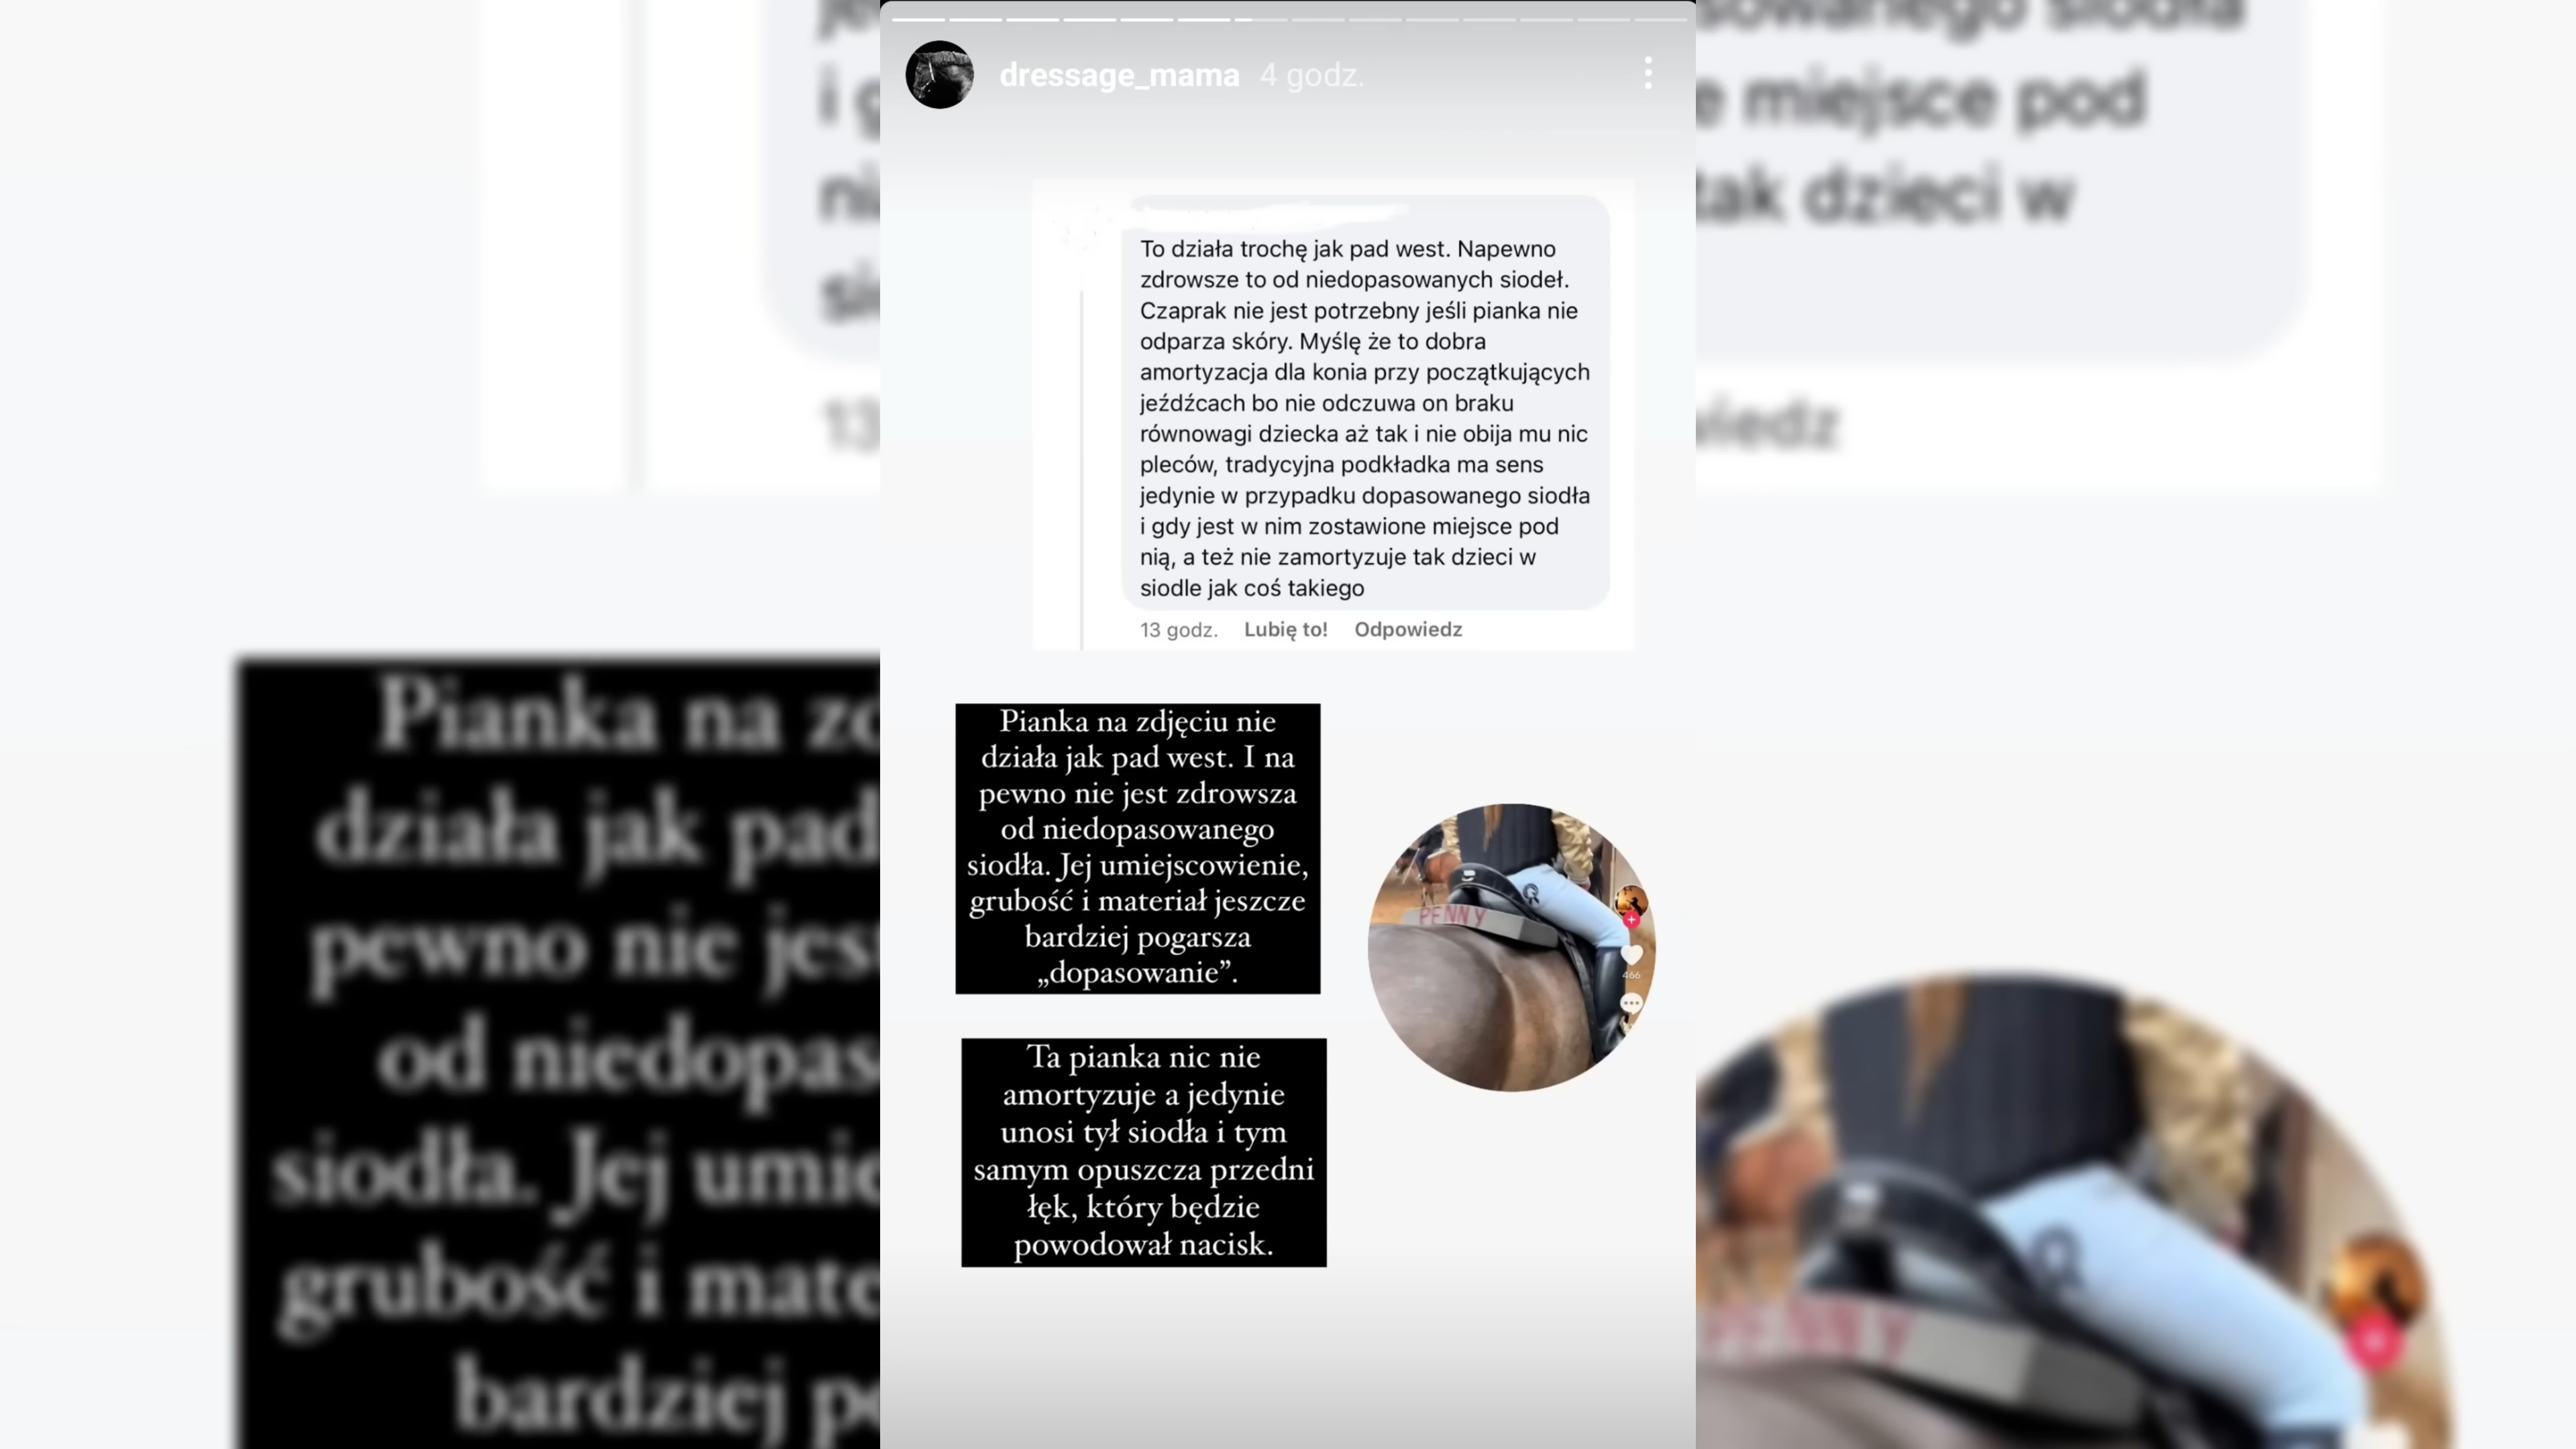 dressage_mama 4 godz.
To działa trochę jak pad west. Napewno
zdrowsze to od niedopasowanych siodeł.
Czaprak nie jest potrzebny jeśli pianka nie
odparza skóry. Myślę że to dobra
amortyzacja dla konia przy początkujących
jeźdźcach bo nie odczuwa on braku
równowagi dziecka aż tak i nie obija mu nic
pleców, tradycyjna podkładka ma sens
jedynie w przypadku dopasowanego siodła
i gdy jest w nim zostawione miejsce pod
nią, a też nie zamortyzuje tak dzieci w
siodle jak coś takiego
13 godz. Lubię to! Odpowiedz
Pianka na zdjęciu nie
działa jak pad west. I na
pewno nie jest zdrowsza
od niedopasowanego
siodła. Jej umiejscowienie,
grubość i materiał jeszcze
bardziej pogarsza
„dopasowanie”.
PENNY
466
Ta pianka nic nie
amortyzuje a jedynie
unosi tył siodła i tym
samym opuszcza przedni
łęk, który będzie
powodował nacisk.